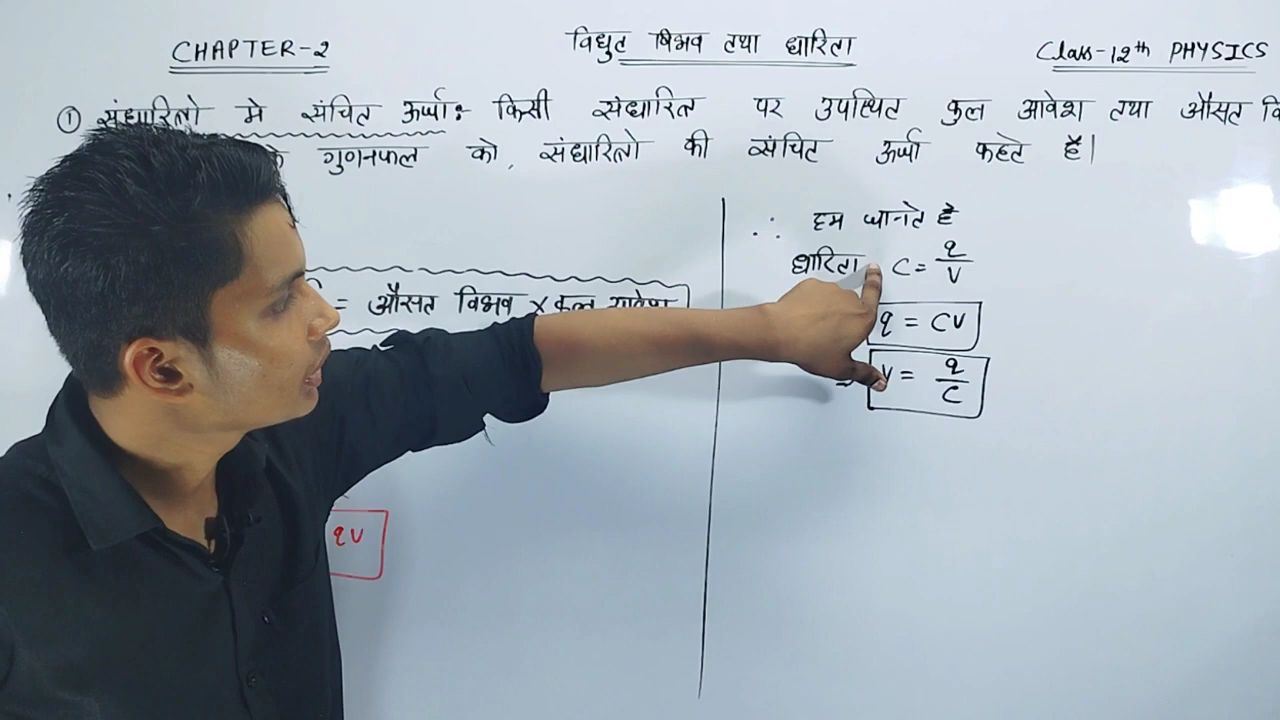 CHAPTER-2
विधुत विभव तथा धारिता
Class-12th PHYSICS
① संधारितो मे संचित ऊर्जा: किसी संधारित पर उपस्थित कुल आवेश तथा औसत वि
के गुणनफल को, संधारितो की संचित ऊर्जा कहते हैं।
= औसत विभव × कुल आवेश
qv
∴ हम जानते है
धारिता C = q/V
q = CV
V = q/C